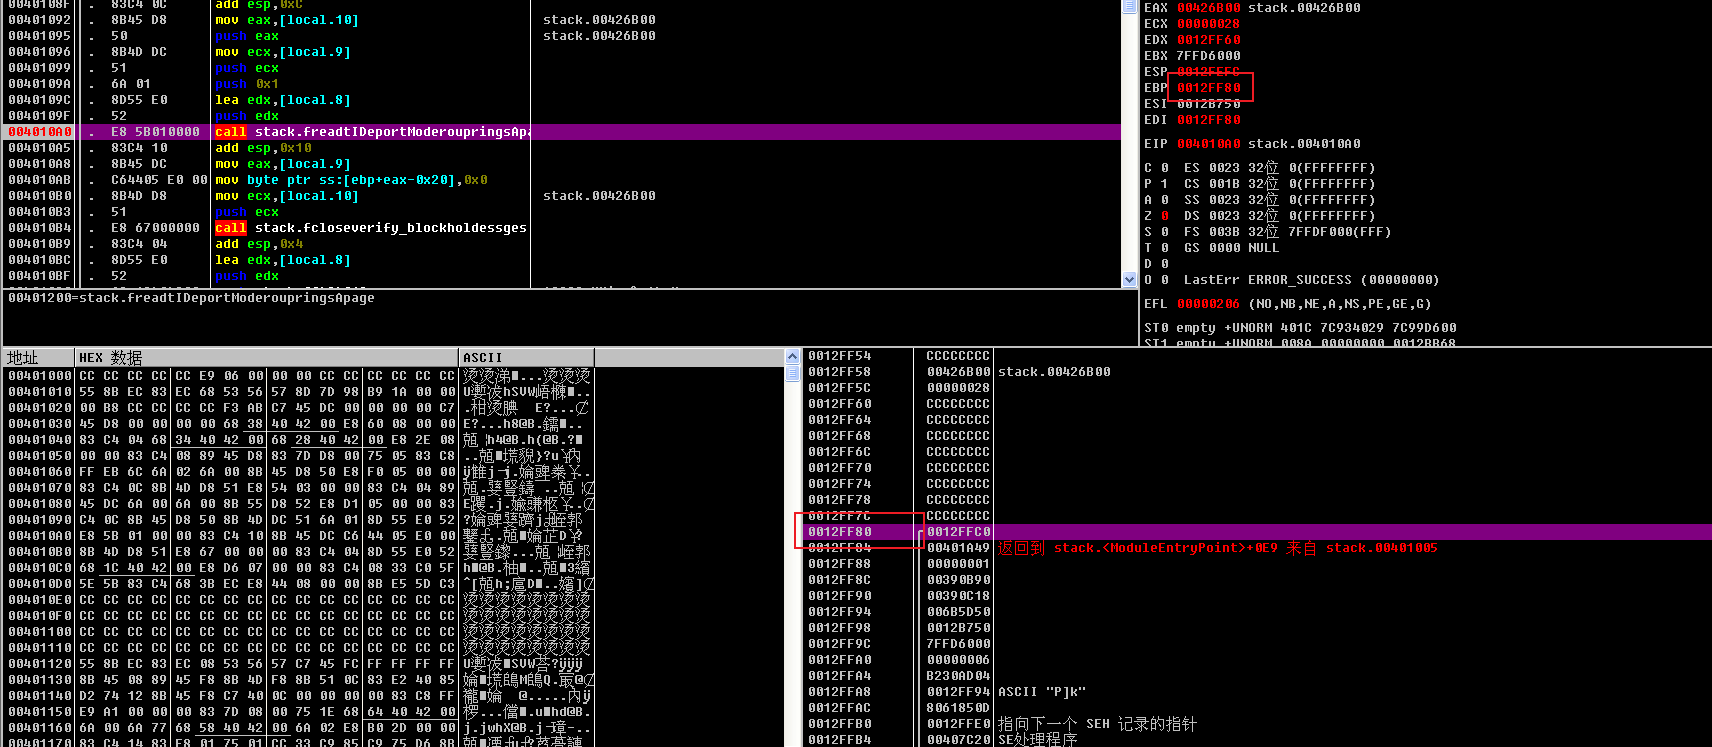 0040108F . 83C4 0C add esp,0xC
00401092 . 8B45 D8 mov eax,[local.10] stack.00426B00
00401095 . 50 push eax stack.00426B00
00401096 . 8B4D DC mov ecx,[local.9]
00401099 . 51 push ecx
0040109A . 6A 01 push 0x1
0040109C . 8D55 E0 lea edx,[local.8]
0040109F . 52 push edx
004010A0 . E8 5B010000 call stack.freadtIDeportModeroupringsApa
004010A5 . 83C4 10 add esp,0x10
004010A8 . 8B45 DC mov eax,[local.9]
004010AB . C64405 E0 00 mov byte ptr ss:[ebp+eax-0x20],0x0
004010B0 . 8B4D D8 mov ecx,[local.10] stack.00426B00
004010B3 . 51 push ecx
004010B4 . E8 67000000 call stack.fcloseverify_blockholdessges
004010B9 . 83C4 04 add esp,0x4
004010BC . 8D55 E0 lea edx,[local.8]
004010BF . 52 push edx
00401200=stack.freadtIDeportModeroupringsApage
EAX 00426B00 stack.00426B00
ECX 00000028
EDX 0012FF60
EBX 7FFD6000
ESP 0012FEFC
EBP 0012FF80
ESI 0012B750
EDI 0012FF80
EIP 004010A0 stack.004010A0
C 0 ES 0023 32位 0(FFFFFFFF)
P 1 CS 001B 32位 0(FFFFFFFF)
A 0 SS 0023 32位 0(FFFFFFFF)
Z 0 DS 0023 32位 0(FFFFFFFF)
S 0 FS 003B 32位 7FFDF000(FFF)
T 0 GS 0000 NULL
D 0
O 0 LastErr ERROR_SUCCESS (00000000)
EFL 00000206 (NO,NB,NE,A,NS,PE,GE,G)
ST0 empty +UNORM 401C 7C934029 7C99D600
ST1 empty +UNORM 008A 00000000 0012BB68
地址 HEX 数据 ASCII
00401000 CC CC CC CC CC E9 06 00 00 00 CC CC CC CC CC CC
00401010 55 8B EC 83 EC 68 53 56 57 8D 7D 98 B9 1A 00 00
00401020 00 B8 CC CC CC CC F3 AB C7 45 DC 00 00 00 00 C7
00401030 45 D8 00 00 00 00 68 38 40 42 00 E8 60 08 00 00
00401040 83 C4 04 68 34 40 42 00 68 28 40 42 00 E8 2E 08
00401050 00 00 83 C4 08 89 45 D8 83 7D D8 00 75 05 83 C8
00401060 FF EB 6C 6A 02 6A 00 8B 45 D8 50 E8 F0 05 00 00
00401070 83 C4 0C 8B 4D D8 51 E8 54 03 00 00 83 C4 04 89
00401080 45 DC 6A 00 6A 00 8B 55 D8 52 E8 D1 05 00 00 83
00401090 C4 0C 8B 45 D8 50 8B 4D DC 51 6A 01 8D 55 E0 52
004010A0 E8 5B 01 00 00 83 C4 10 8B 45 DC C6 44 05 E0 00
004010B0 8B 4D D8 51 E8 67 00 00 00 83 C4 04 8D 55 E0 52
004010C0 68 1C 40 42 00 E8 D6 07 00 00 83 C4 08 33 C0 5F
004010D0 5E 5B 83 C4 68 3B EC E8 44 08 00 00 8B E5 5D C3
004010E0 CC CC CC CC CC CC CC CC CC CC CC CC CC CC CC CC 烫烫烫烫烫烫烫烫
004010F0 CC CC CC CC CC CC CC CC CC CC CC CC CC CC CC CC 烫烫烫烫烫烫烫烫
00401100 CC CC CC CC CC CC CC CC CC CC CC CC CC CC CC CC 烫烫烫烫烫烫烫烫
00401110 CC CC CC CC CC CC CC CC CC CC CC CC CC CC CC CC 烫烫烫烫烫烫烫烫
00401120 55 8B EC 83 EC 08 53 56 57 C7 45 FC FF FF FF FF
00401130 8B 45 08 89 45 F8 8B 4D F8 8B 51 0C 83 E2 40 85
00401140 D2 74 12 8B 45 F8 C7 40 0C 00 00 00 00 83 C8 FF
00401150 E9 A1 00 00 00 83 7D 08 00 75 1E 68 64 40 42 00
00401160 6A 00 6A 77 68 58 40 42 00 6A 02 E8 B0 2D 00 00
00401170 83 C4 14 83 F8 01 75 01 CC 33 C9 85 C9 75 D6 8B
0012FF54 CCCCCCCC
0012FF58 00426B00 stack.00426B00
0012FF5C 00000028
0012FF60 CCCCCCCC
0012FF64 CCCCCCCC
0012FF68 CCCCCCCC
0012FF6C CCCCCCCC
0012FF70 CCCCCCCC
0012FF74 CCCCCCCC
0012FF78 CCCCCCCC
0012FF7C CCCCCCCC
0012FF80 0012FFC0
0012FF84 00401A49 返回到 stack.<ModuleEntryPoint>+0E9 来自 stack.00401005
0012FF88 00000001
0012FF8C 00390B90
0012FF90 00390C18
0012FF94 006B5D50
0012FF98 0012B750
0012FF9C 7FFD6000
0012FFA0 00000006
0012FFA4 B230AD04
0012FFA8 0012FF94 ASCII "P]k"
0012FFAC 8061850D
0012FFB0 0012FFE0 指向下一个 SEH 记录的指针
0012FFB4 00407C20 SE处理程序